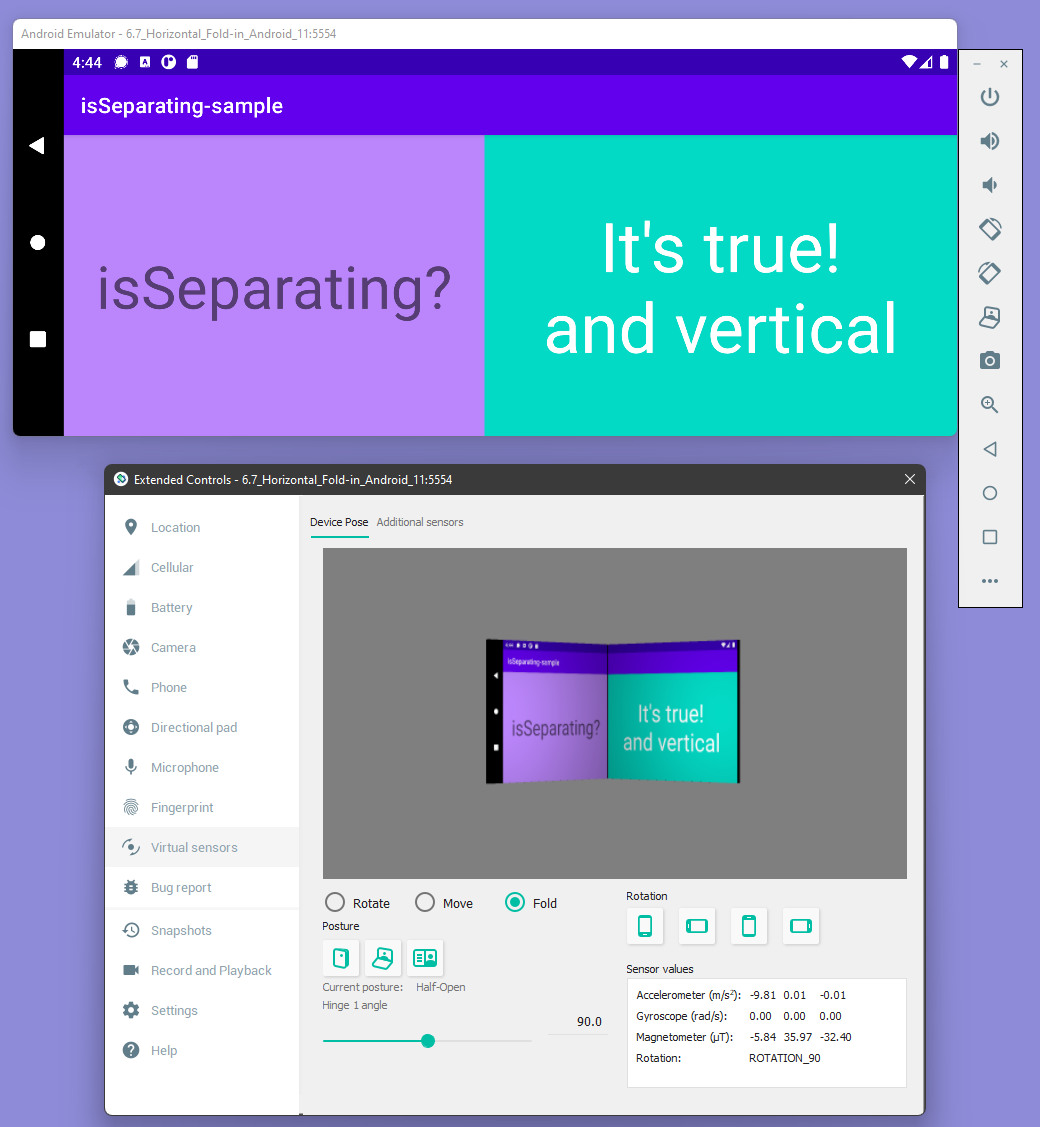 Android Emulator - 6.7_Horizontal_Fold-in_Android_11:5554
4:44
isSeparating-sample
isSeparating?
It's true!
and vertical
Extended Controls - 6.7_Horizontal_Fold-in_Android_11:5554
Location
Cellular
Battery
Camera
Phone
Directional pad
Microphone
Fingerprint
Virtual sensors
Bug report
Snapshots
Record and Playback
Settings
Help
Device Pose Additional sensors
4:44
isSeparating-sample
isSeparating?
It's true!
and vertical
Rotate Move Fold
Posture
Current posture: Half-Open
Hinge 1 angle
90.0
Rotation
Sensor values
Accelerometer (m/s²): -9.81 0.01 -0.01
Gyroscope (rad/s): 0.00 0.00 0.00
Magnetometer (μT): -5.84 35.97 -32.40
Rotation: ROTATION_90